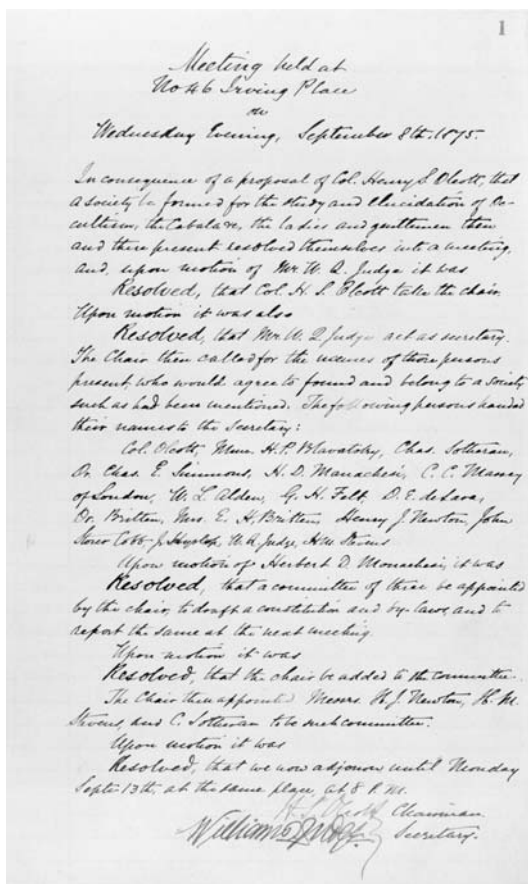 1
Meeting held at
No 46 Irving Place
on
Wednesday Evening, September 8th. 1875.
In consequence of a proposal of Col. Henry S. Olcott, that
a society be formed for the study and elucidation of Oc-
cultism, the Cabala &c, the ladies and gentlemen then
and there present resolved themselves into a meeting,
and, upon motion of Mr. W. Q. Judge it was
Resolved, that Col. H. S. Olcott take the chair.
Upon motion it was also
Resolved, that Mr. W. Q. Judge act as secretary.
The Chair then called for the names of those persons
present, who would agree to found and belong to a society
such as had been mentioned. The following persons handed
their names to the secretary:
Col. Olcott, Mme. H. P. Blavatsky, Chas. Sotheran,
Dr. Chas. E. Simmons, H. D. Monachesi, C. C. Massey
of London, W. L. Alden, G. H. Felt, D. E. de Lara,
Dr. Britten, Mrs. E. H. Britten, Henry J. Newton, John
Storer Cobb, J. Hyslop, W. Q. Judge, H. M. Stevens
Upon motion of Herbert D. Monachesi, it was
Resolved, that a committee of three be appointed
by the chair, to draft a constitution and by-laws, and to
report the same at the next meeting.
Upon motion it was
Resolved, that the chair be added to the committee.
The Chair then appointed Messrs. H. J. Newton, H. M.
Stevens, and C. Sotheran to be such committee.
Upon motion it was
Resolved, that we now adjourn until Monday
Septr 13th, at the same place, at 8 P. M.
H. S. Olcott Chairman.
William Q Judge Secretary.